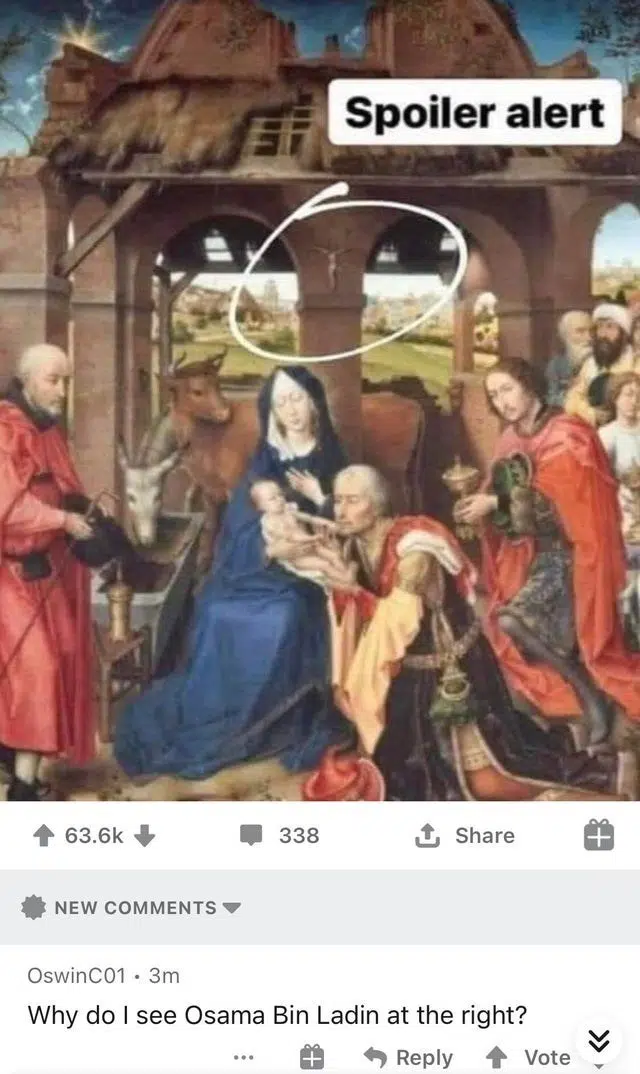 Spoiler alert
63.6k 338 Share
NEW COMMENTS
OswinC01 • 3m
Why do I see Osama Bin Ladin at the right?
... Reply Vote